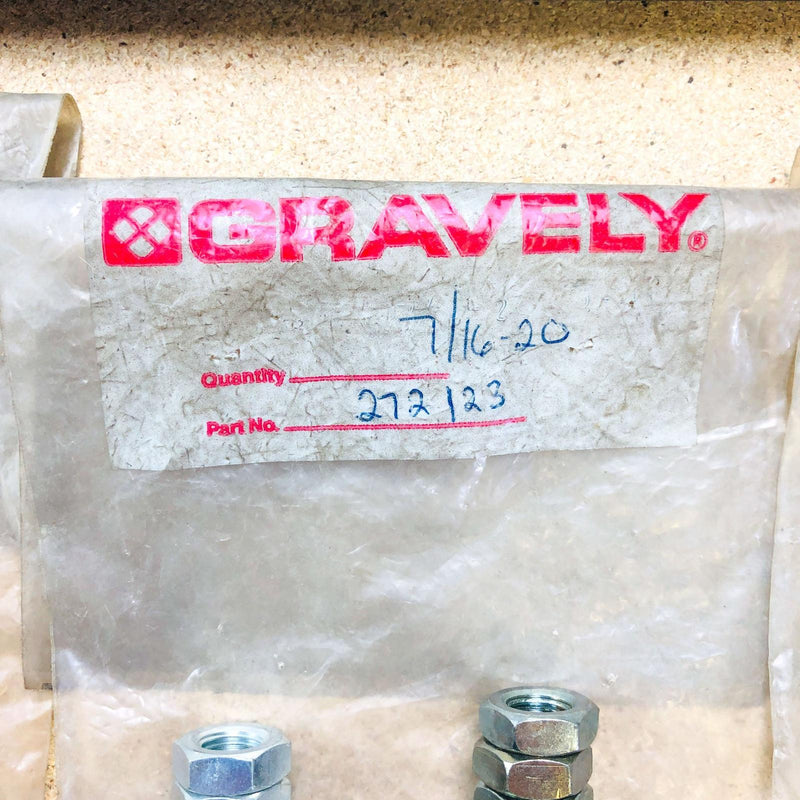 GRAVELY®
7/16-20
Quantity
Part No. 272123